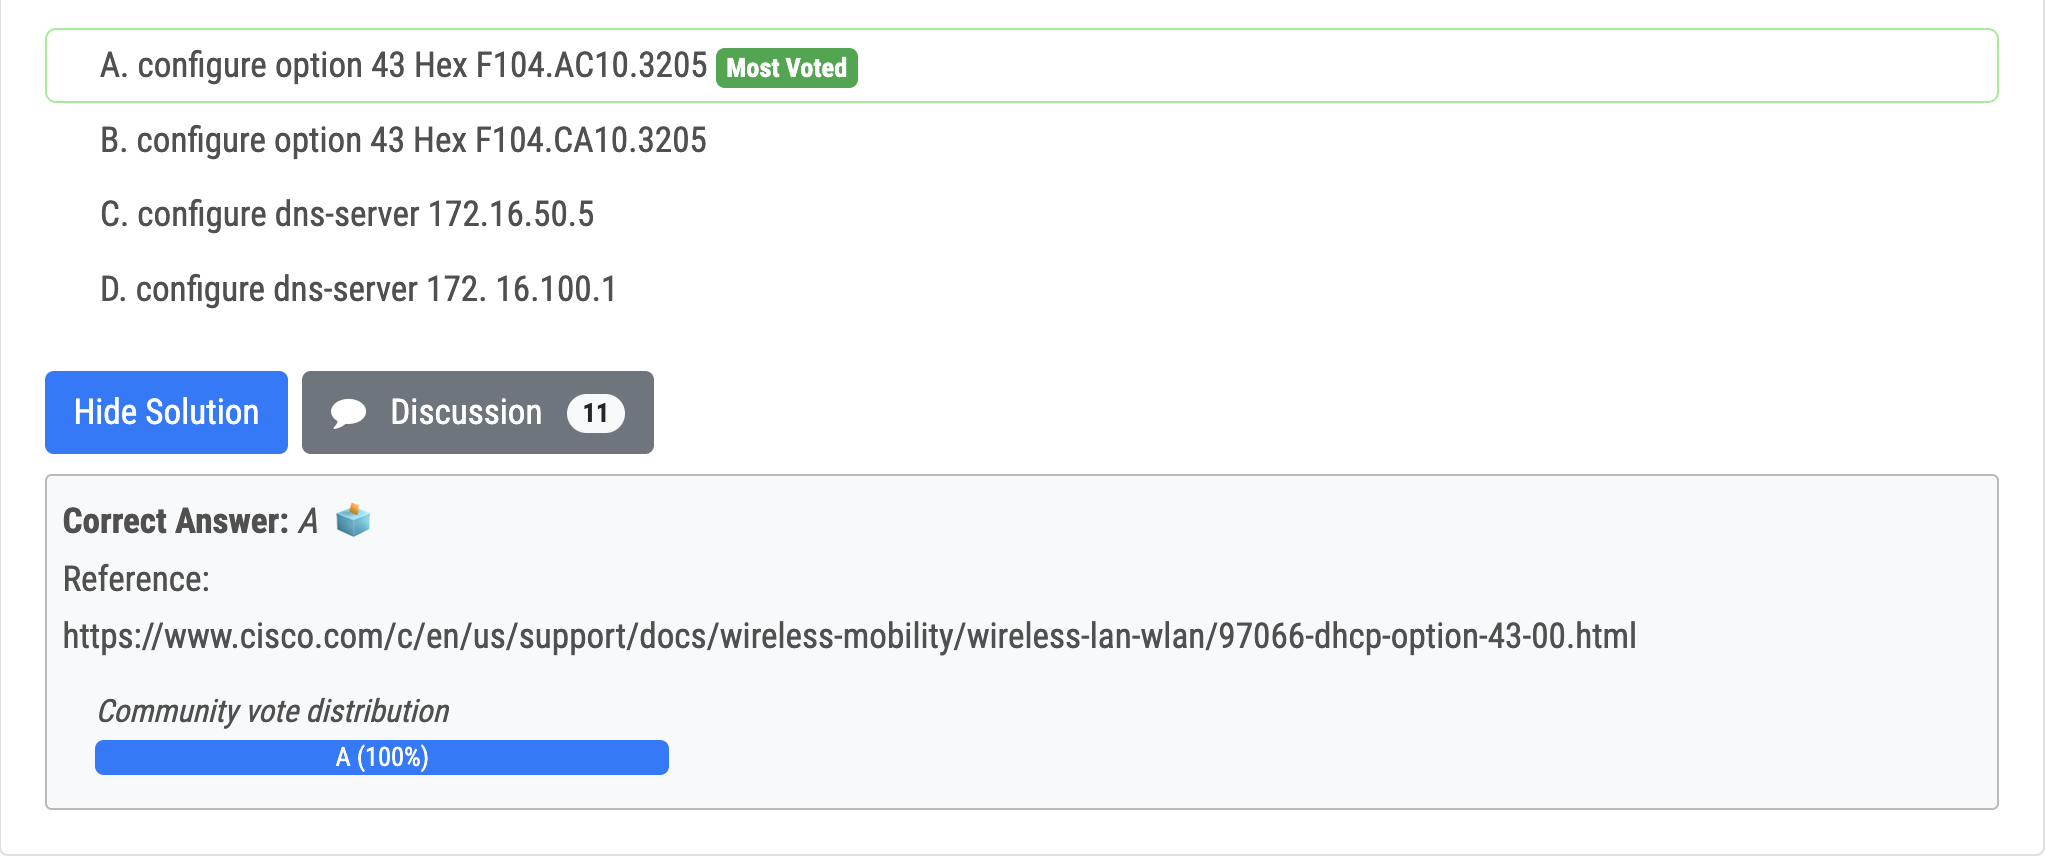 A. configure option 43 Hex F104.AC10.3205 Most Voted
B. configure option 43 Hex F104.CA10.3205
C. configure dns-server 172.16.50.5
D. configure dns-server 172. 16.100.1
Hide Solution
Discussion 11
Correct Answer: A
Reference:
https://www.cisco.com/c/en/us/support/docs/wireless-mobility/wireless-lan-wlan/97066-dhcp-option-43-00.html
Community vote distribution
A (100%)